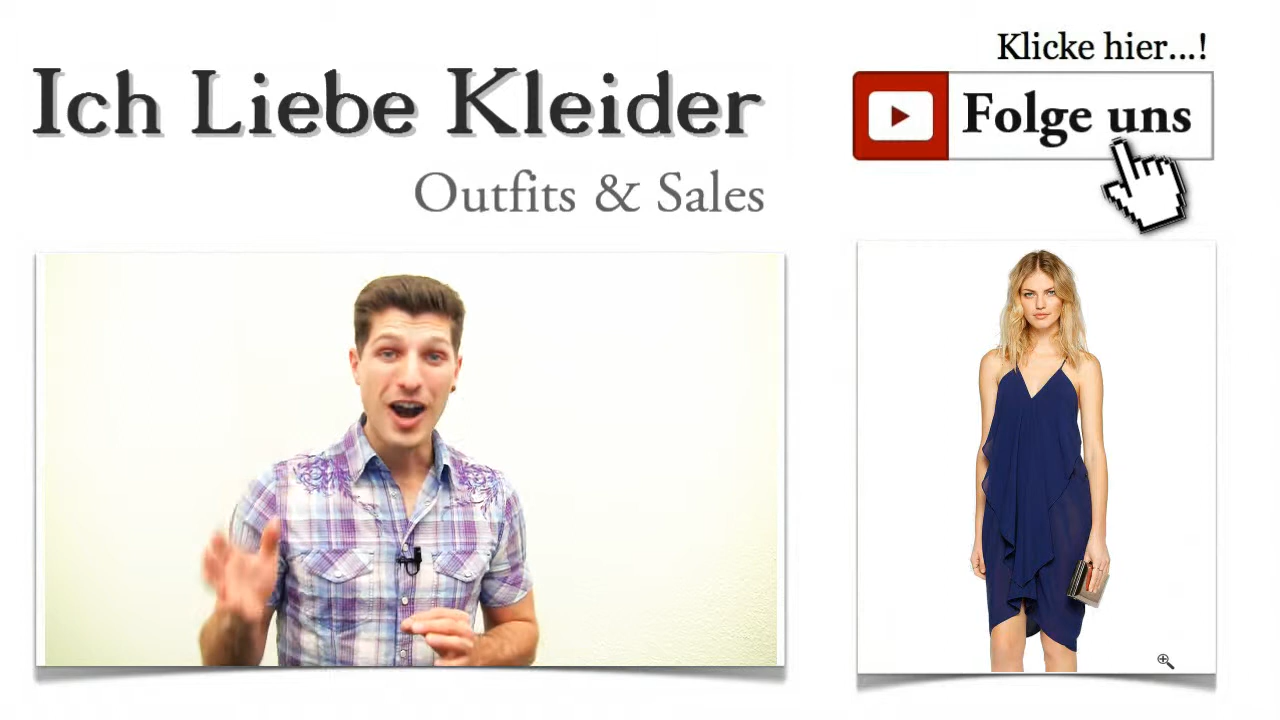 Klicke hier...!
Ich Liebe Kleider
Folge uns
Outfits & Sales